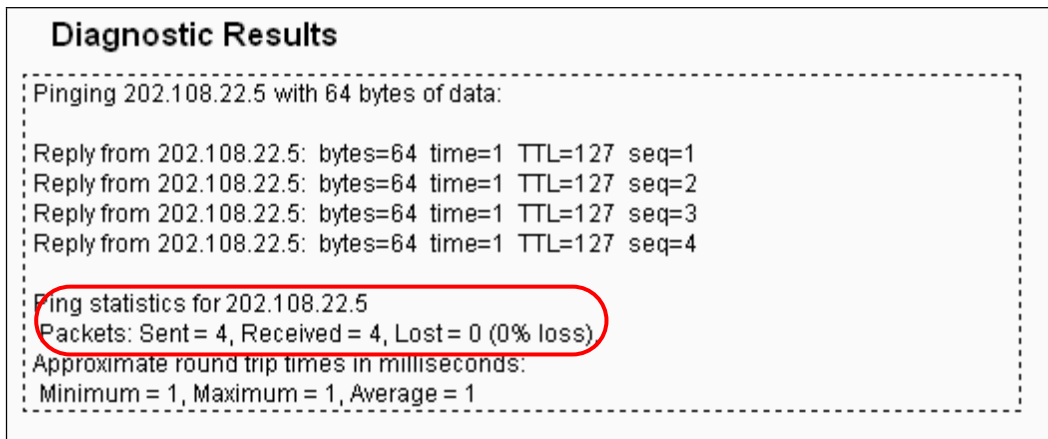 Diagnostic Results
Pinging 202.108.22.5 with 64 bytes of data:
Reply from 202.108.22.5: bytes=64 time=1 TTL=127 seq=1
Reply from 202.108.22.5: bytes=64 time=1 TTL=127 seq=2
Reply from 202.108.22.5: bytes=64 time=1 TTL=127 seq=3
Reply from 202.108.22.5: bytes=64 time=1 TTL=127 seq=4
Ping statistics for 202.108.22.5
Packets: Sent = 4, Received = 4, Lost = 0 (0% loss),
Approximate round trip times in milliseconds:
Minimum = 1, Maximum = 1, Average = 1